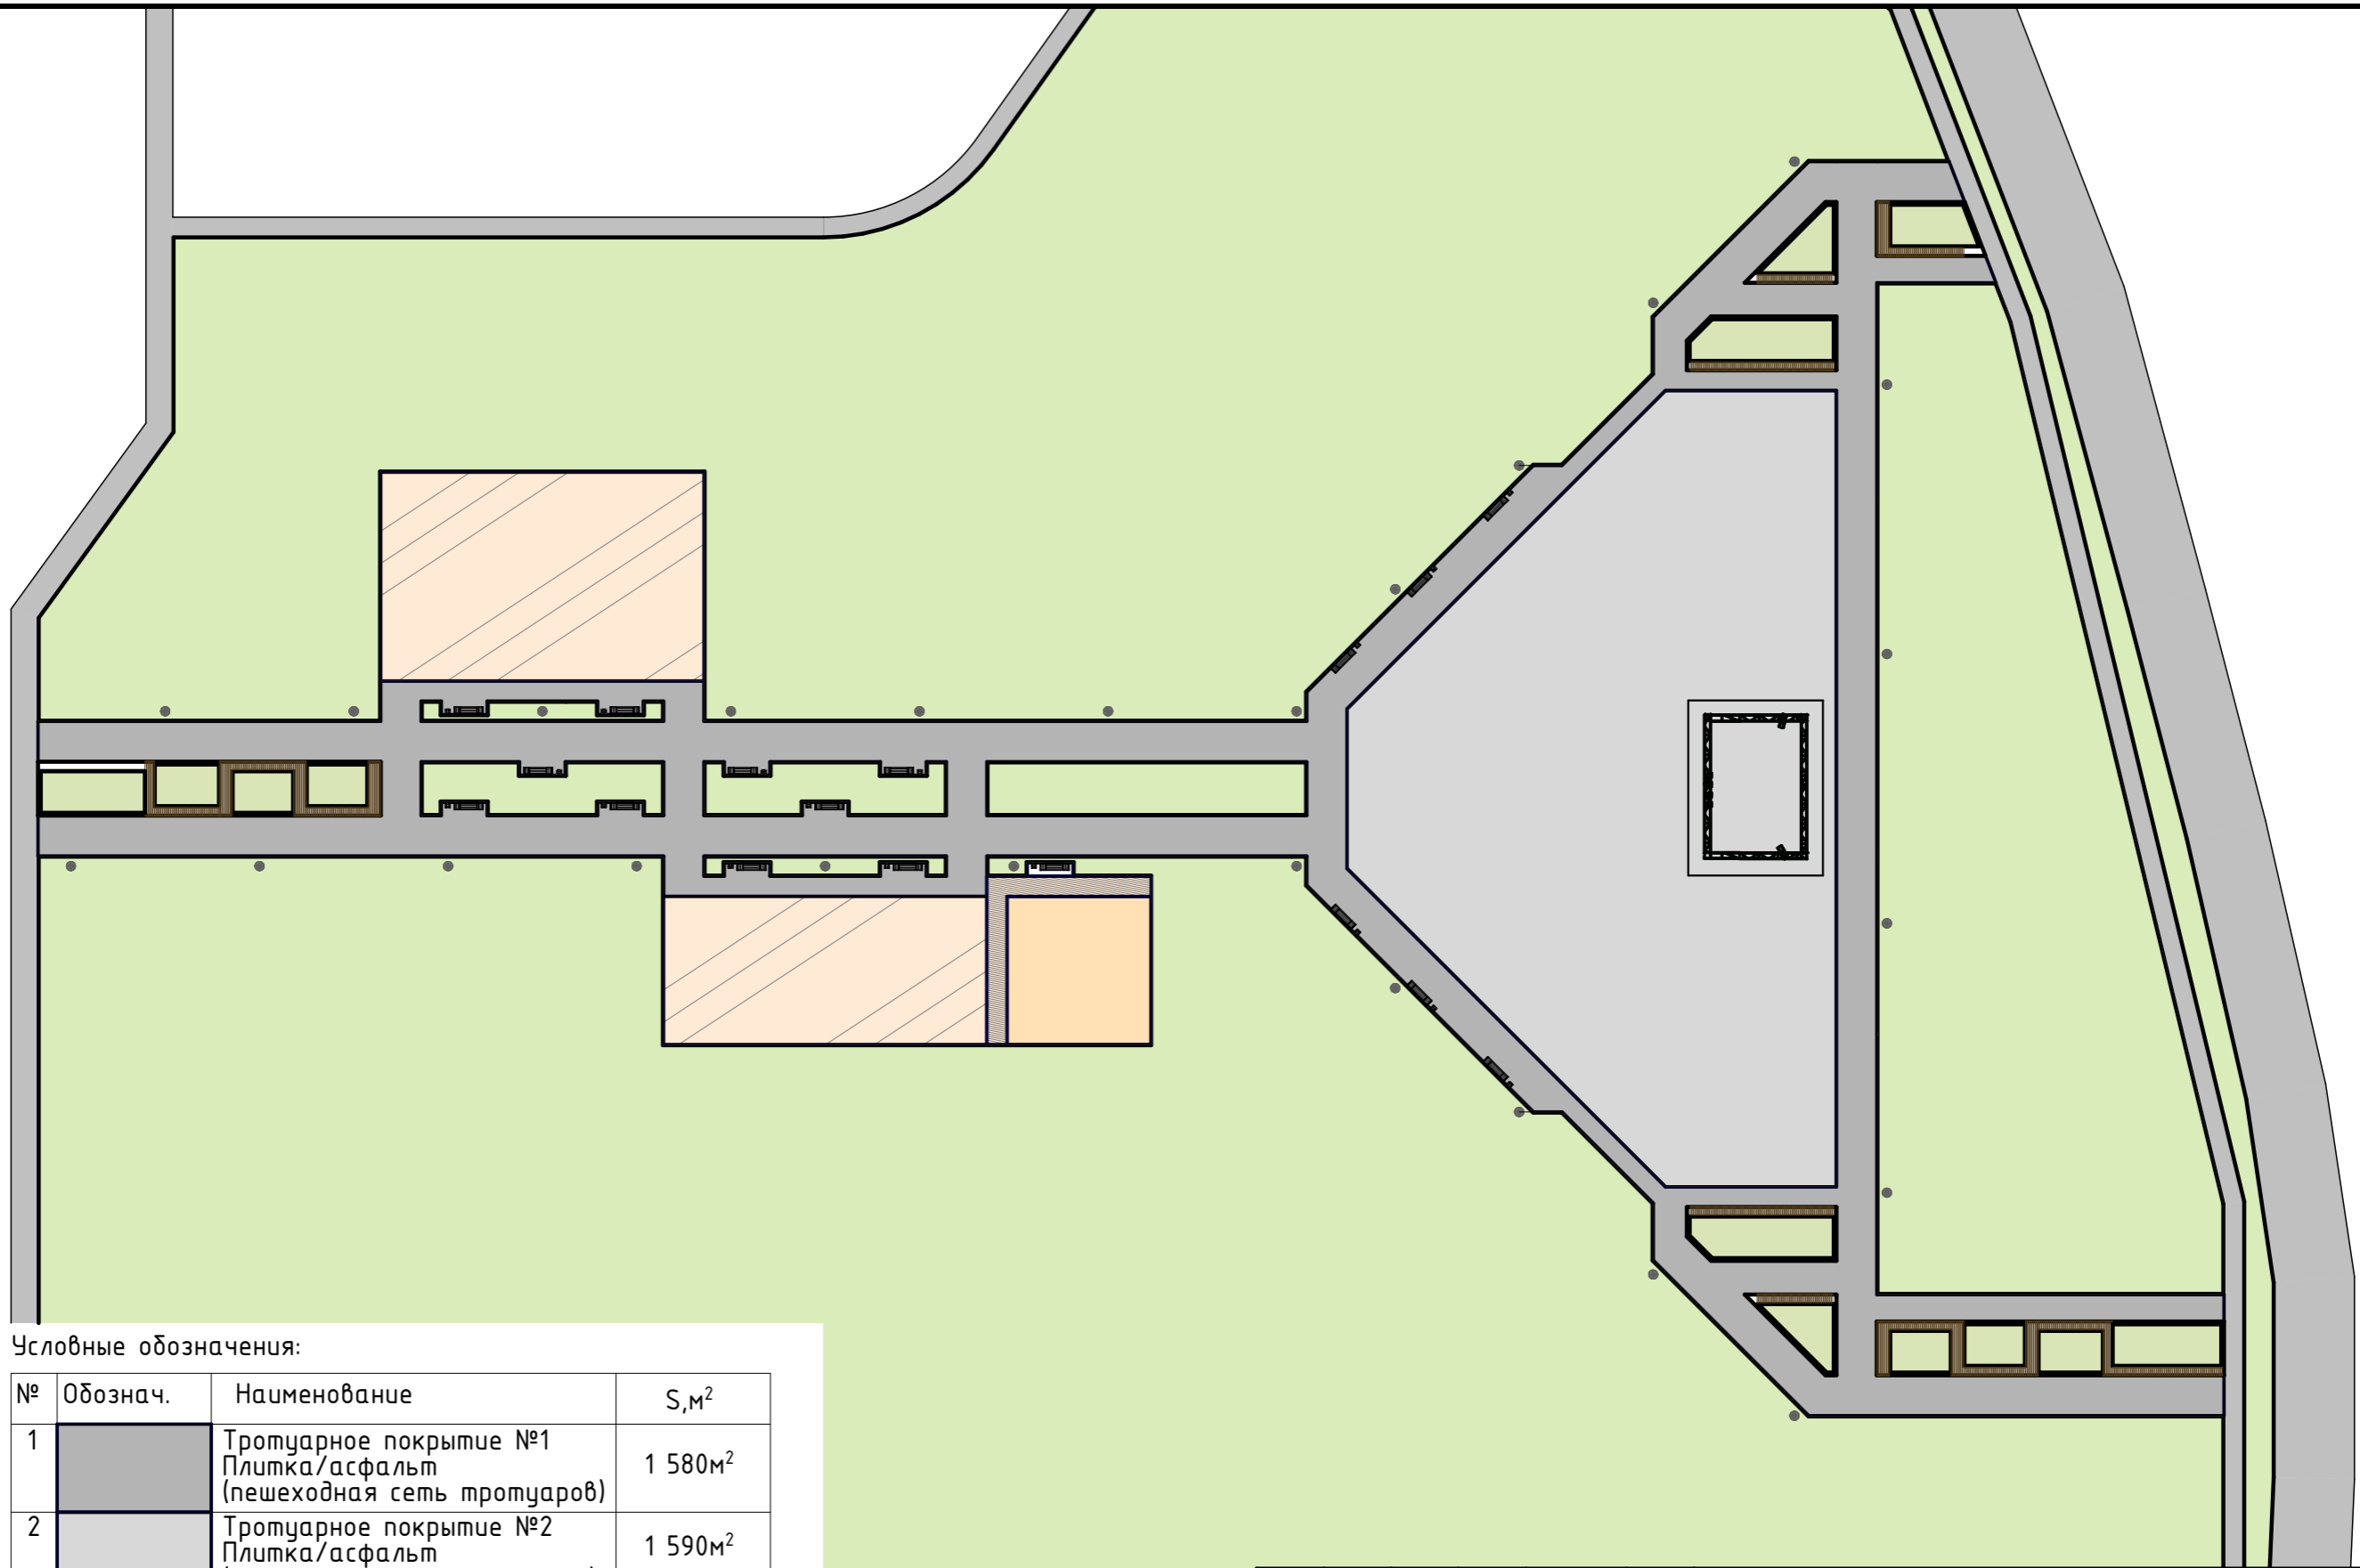 Условные обозначения:
№ Обознач. Наименование S,м²
1 Тротуарное покрытие №1
Плитка/асфальт
(пешеходная сеть тротуаров)
1 580м²
2 Тротуарное покрытие №2
Плитка/асфальт
1 590м²